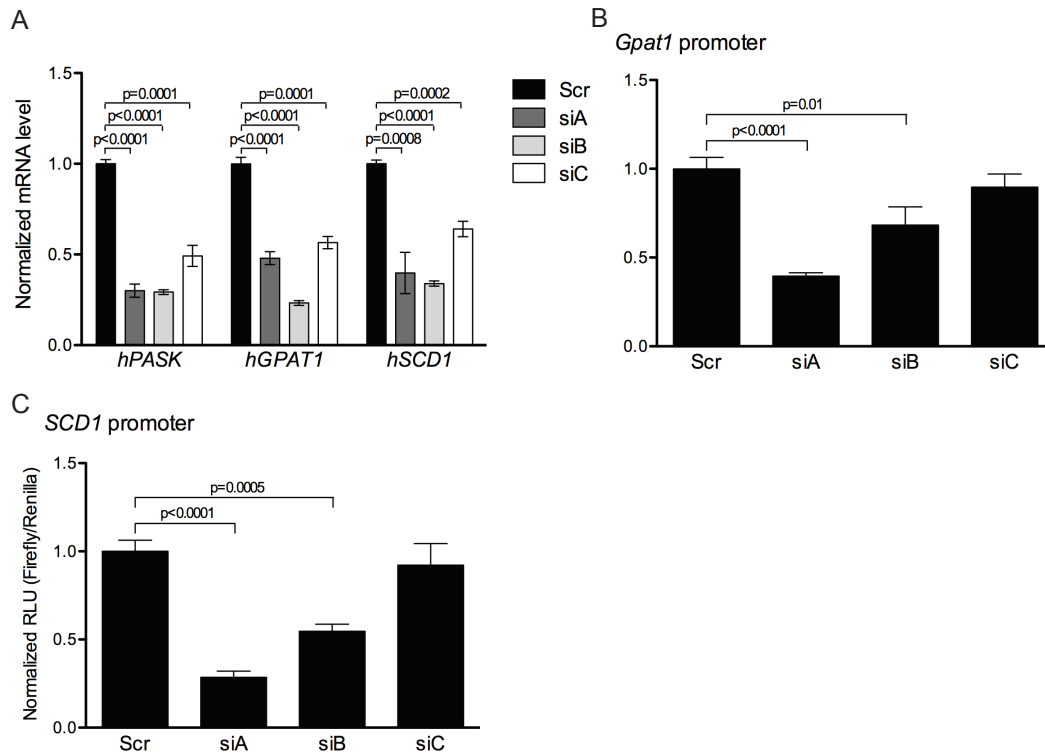 A
Normalized mRNA level
1.5
1.0
0.5
0.0
p=0.0001
p<0.0001
p<0.0001
p=0.0001
p<0.0001
p<0.0001
p=0.0002
p<0.0001
p=0.0008
hPASK
hGPAT1
hSCD1
Scr
siA
siB
siC
B
Gpat1 promoter
1.5
1.0
0.5
0.0
p=0.01
p<0.0001
Scr
siA
siB
siC
C
SCD1 promoter
Normalized RLU (Firefly/Renilla)
1.5
1.0
0.5
0.0
p=0.0005
p<0.0001
Scr
siA
siB
siC